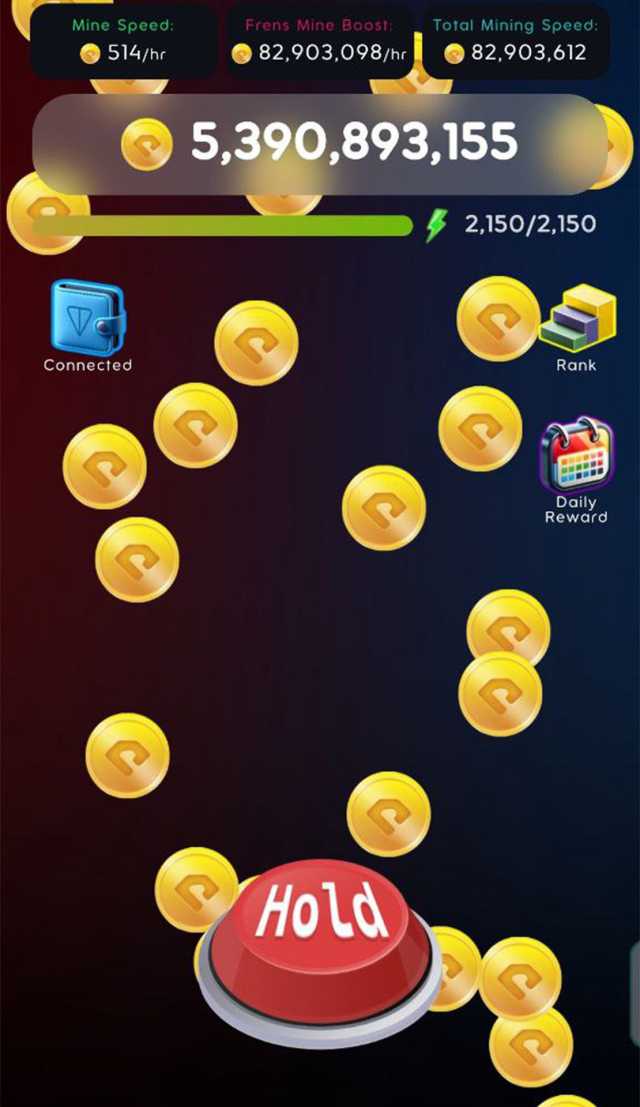 Mine Speed:
514/hr
Frens Mine Boost:
82,903,098/hr
Total Mining Speed:
82,903,612
5,390,893,155
2,150/2,150
Connected
Rank
Daily
Reward
Hold